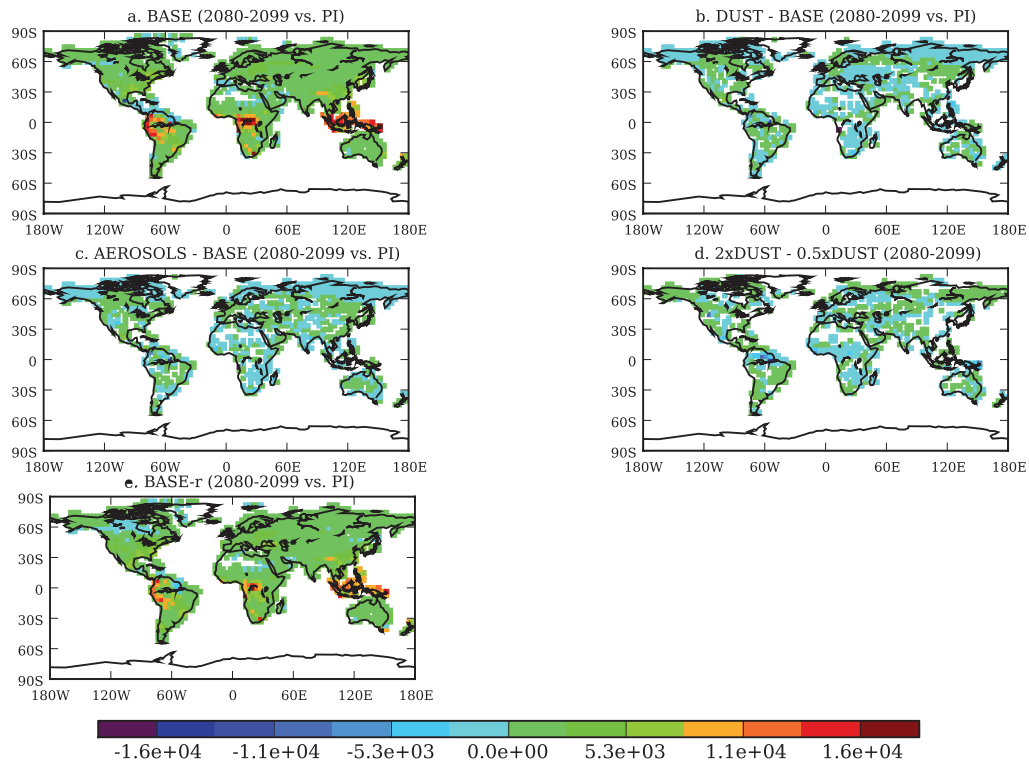 a. BASE (2080-2099 vs. PI)
90S
60S
30S
0
30S
60S
90S
180W 120W 60W 0 60E 120E 180E
b. DUST - BASE (2080-2099 vs. PI)
90S
60S
30S
0
30S
60S
90S
180W 120W 60W 0 60E 120E 180E
c. AEROSOLS - BASE (2080-2099 vs. PI)
90S
60S
30S
0
30S
60S
90S
180W 120W 60W 0 60E 120E 180E
d. 2xDUST - 0.5xDUST (2080-2099)
90S
60S
30S
0
30S
60S
90S
180W 120W 60W 0 60E 120E 180E
e. BASE-r (2080-2099 vs. PI)
90S
60S
30S
0
30S
60S
90S
180W 120W 60W 0 60E 120E 180E
-1.6e+04 -1.1e+04 -5.3e+03 0.0e+00 5.3e+03 1.1e+04 1.6e+04